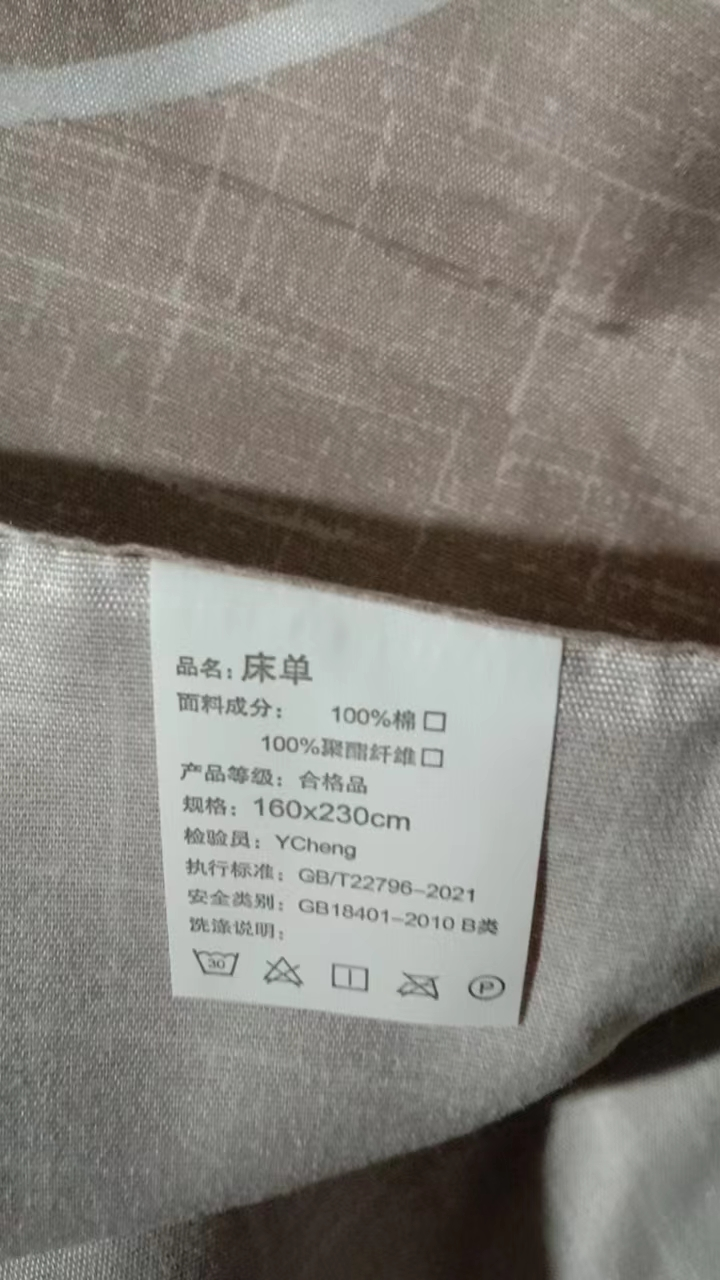 品名：床单
面料成分： 100%棉□
100%聚酯纤维□
产品等级：合格品
规格：160x230cm
检验员：YCheng
执行标准：GB/T22796-2021
安全类别：GB18401-2010 B类
洗涤说明：
30 P